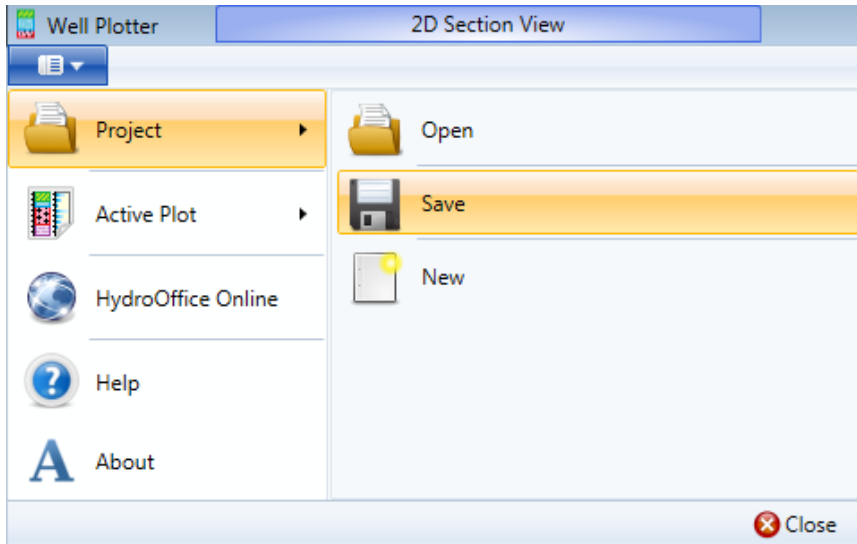 Well Plotter
2D Section View
Project
Open
Save
New
Active Plot
HydroOffice Online
Help
About
Close